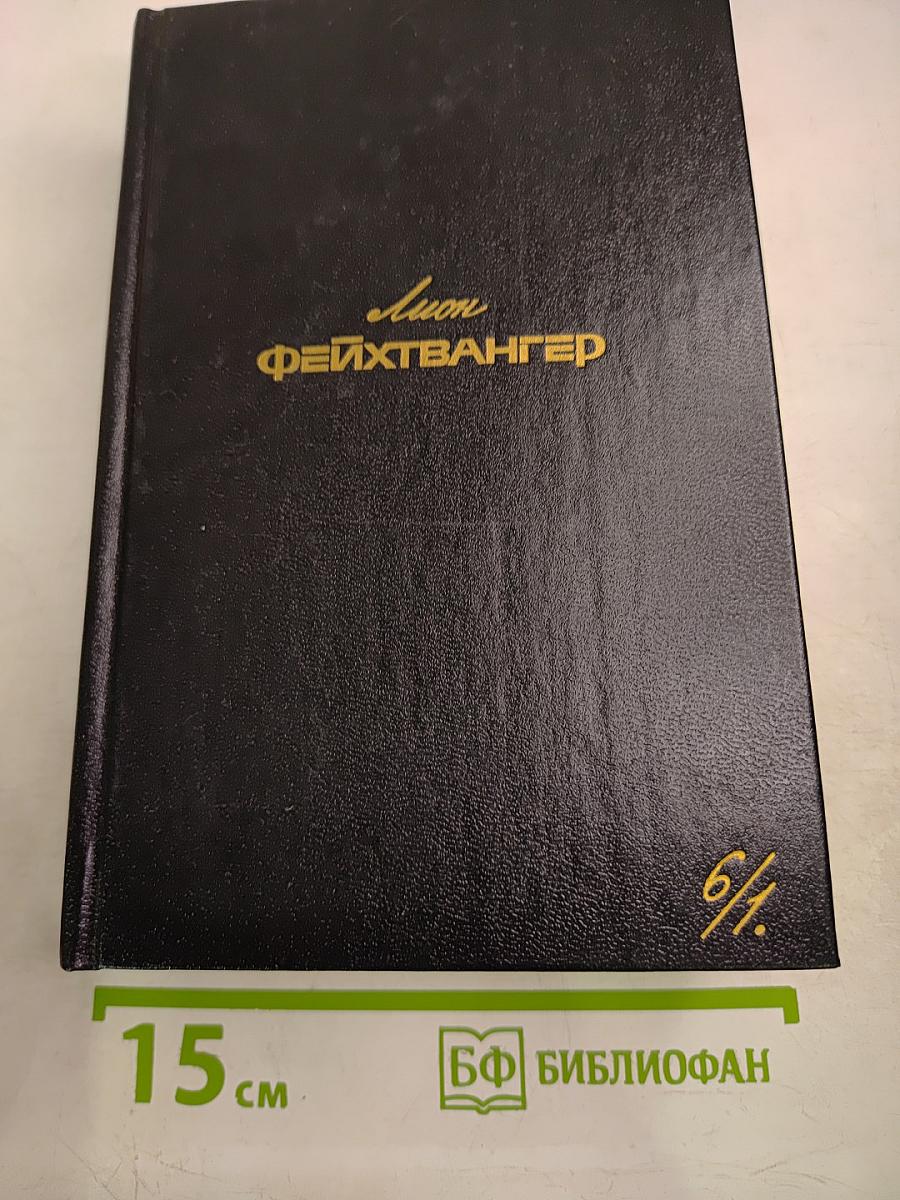 Лион
ФЕЙХТВАНГЕР
6/1.
15 см
БФ БИБЛИОФАН